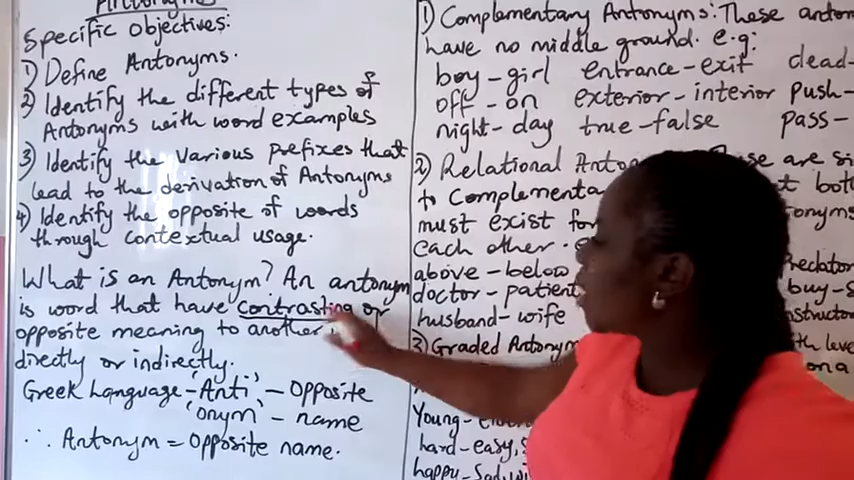 Specific objectives:
① Define Antonyms.
② Identify the different types of
Antonyms with word examples
③ Identify the various prefixes that
lead to the derivation of Antonyms
④ Identify the opposite of words
through contextual usage.
What is an Antonym? An antonym
is word that have contrasting or
opposite meaning to another
directly or indirectly.
Greek Language - 'Anti' - Opposite
'onym' - name
∴ Antonym = Opposite name.
① Complementary Antonyms: These
have no middle ground. e.g:
boy - girl entrance - exit dead-
off - on exterior - interior push-
night - day true - false pass-
② Relational are
to
must exist
each other.
above - below
doctor - patient buy-
husband - wife
③ Graded
Young -
hard - easy,
happy -